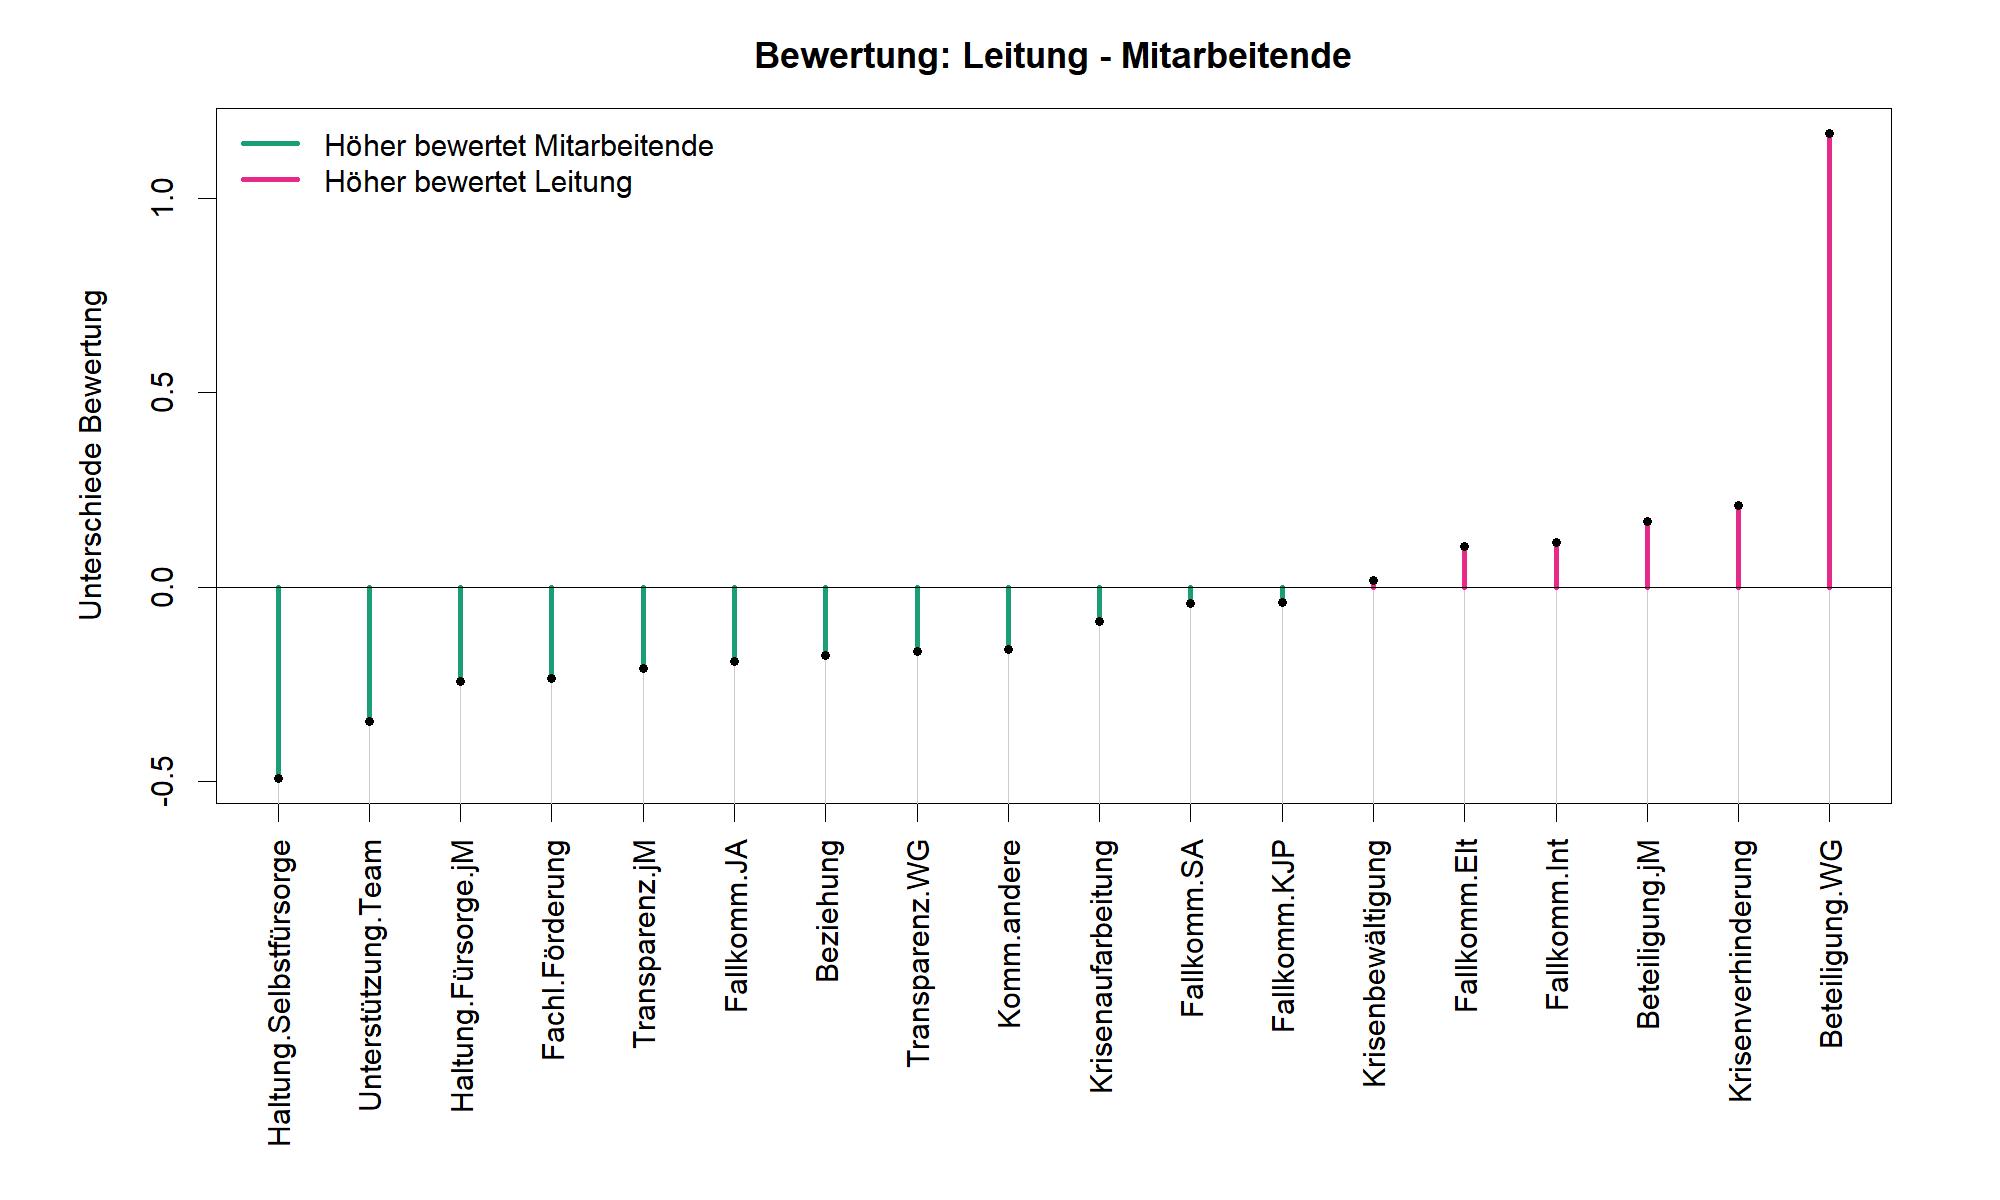 Bewertung: Leitung - Mitarbeitende
Höher bewertet Mitarbeitende
Höher bewertet Leitung
Unterschiede Bewertung
1.0
0.5
0.0
-0.5
Haltung.Selbstfürsorge
Unterstützung.Team
Haltung.Fürsorge.jM
Fachl.Förderung
Transparenz.jM
Fallkomm.JA
Beziehung
Transparenz.WG
Komm.andere
Krisenaufarbeitung
Fallkomm.SA
Fallkomm.KJP
Krisenbewältigung
Fallkomm.Elt
Fallkomm.Int
Beteiligung.jM
Krisenverhinderung
Beteiligung.WG